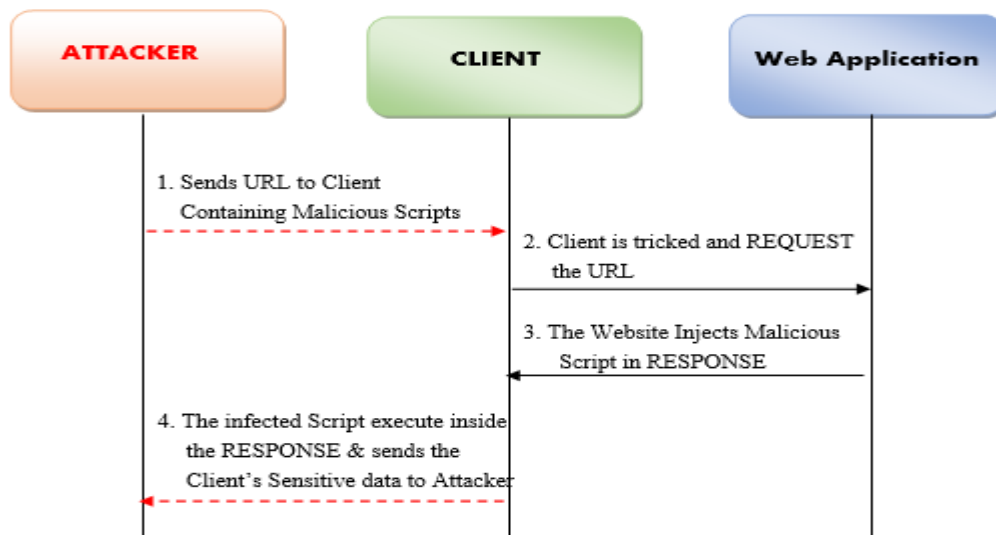 ATTACKER
CLIENT
Web Application
1. Sends URL to Client
Containing Malicious Scripts
2. Client is tricked and REQUEST
the URL
3. The Website Injects Malicious
Script in RESPONSE
4. The infected Script execute inside
the RESPONSE & sends the
Client's Sensitive data to Attacker